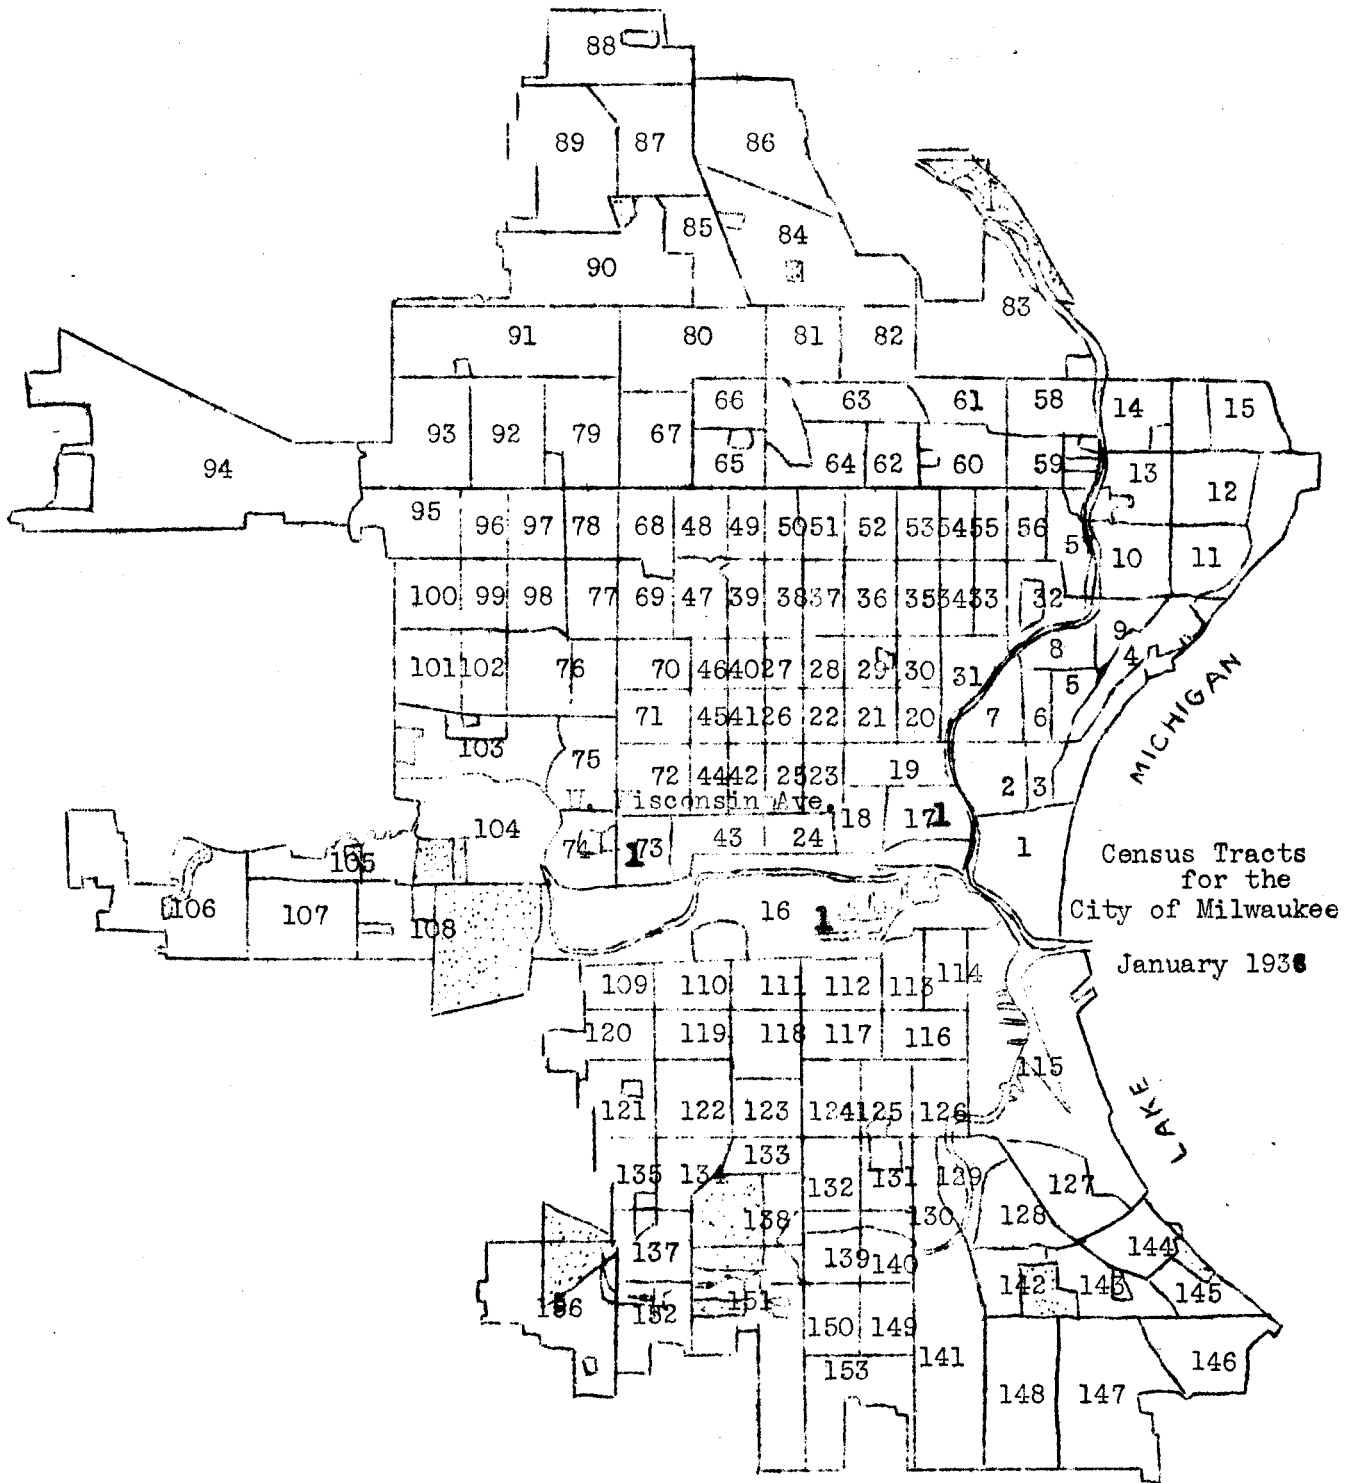 88
89 87 86
85 84
90
83
91 80 81 82
66 63 61 58 14 15
93 92 79 67
94 65 64 62 60 59 13 12
95 96 97 78 68 48 49 50 51 52 53 54 55 56 5 10 11
100 99 98 77 69 47 39 38 37 36 35 34 33 32
9
101 102 76 70 46 40 27 28 29 30 31 8 4
5
71 45 41 26 22 21 20 7 6
MICHIGAN
103 75
72 44 42 25 23 19 2 3
W. Wisconsin Ave.
104 74 1 73 43 24 18 17 1 1
105
Census Tracts
for the
City of Milwaukee
January 193
106 107 108 16 1
109 110 111 112 113 114
120 119 118 117 116
115
121 122 123 124 125 126
LAKE
133
135 134 132 131 129 127
138 130 128
137 139 140 144
142 143 145
152 151
150 149
153 141 146
148 147